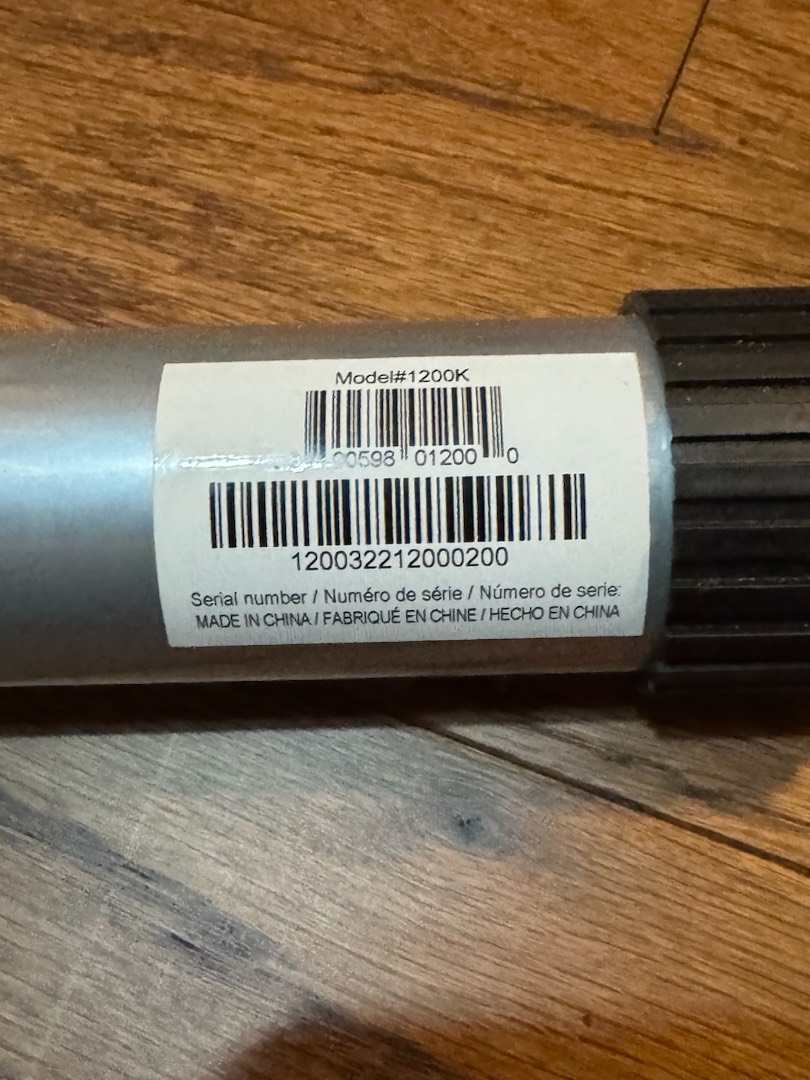 Model#1200K
90598 01200 0
120032212000200
Serial number / Numéro de série / Número de serie:
MADE IN CHINA / FABRIQUÉ EN CHINE / HECHO EN CHINA